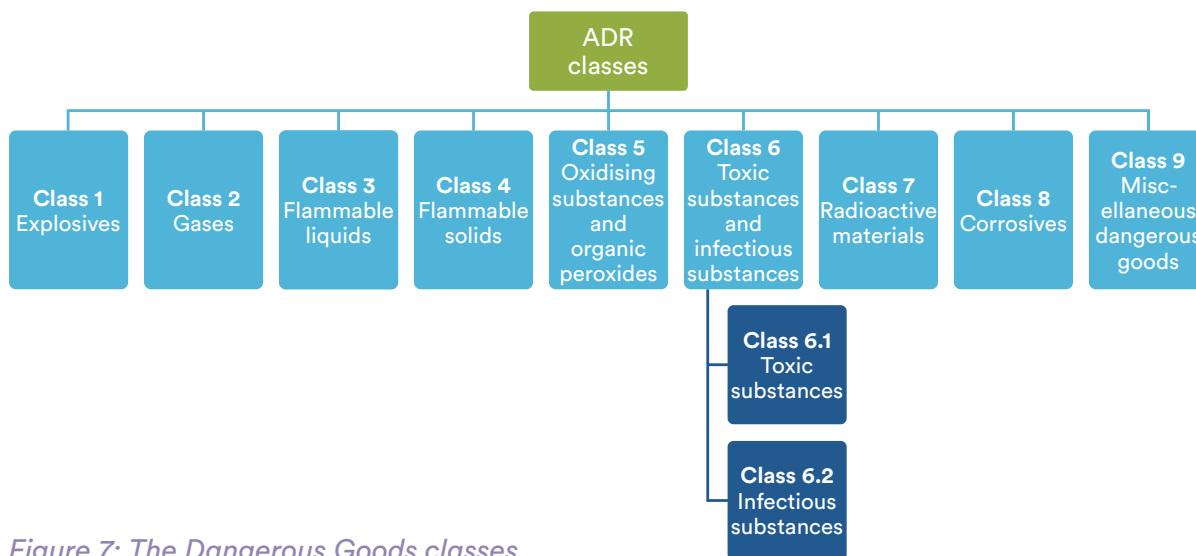 ADR
classes
Class 1
Explosives
Class 2
Gases
Class 3
Flammable
liquids
Class 4
Flammable
solids
Class 5
Oxidising
substances
and
organic
peroxides
Class 6
Toxic
substances
and
infectious
substances
Class 7
Radioactive
materials
Class 8
Corrosives
Class 9
Misc-
ellaneous
dangerous
goods
Class 6.1
Toxic
substances
Class 6.2
Infectious
substances
Figure 7: The Dangerous Goods classes